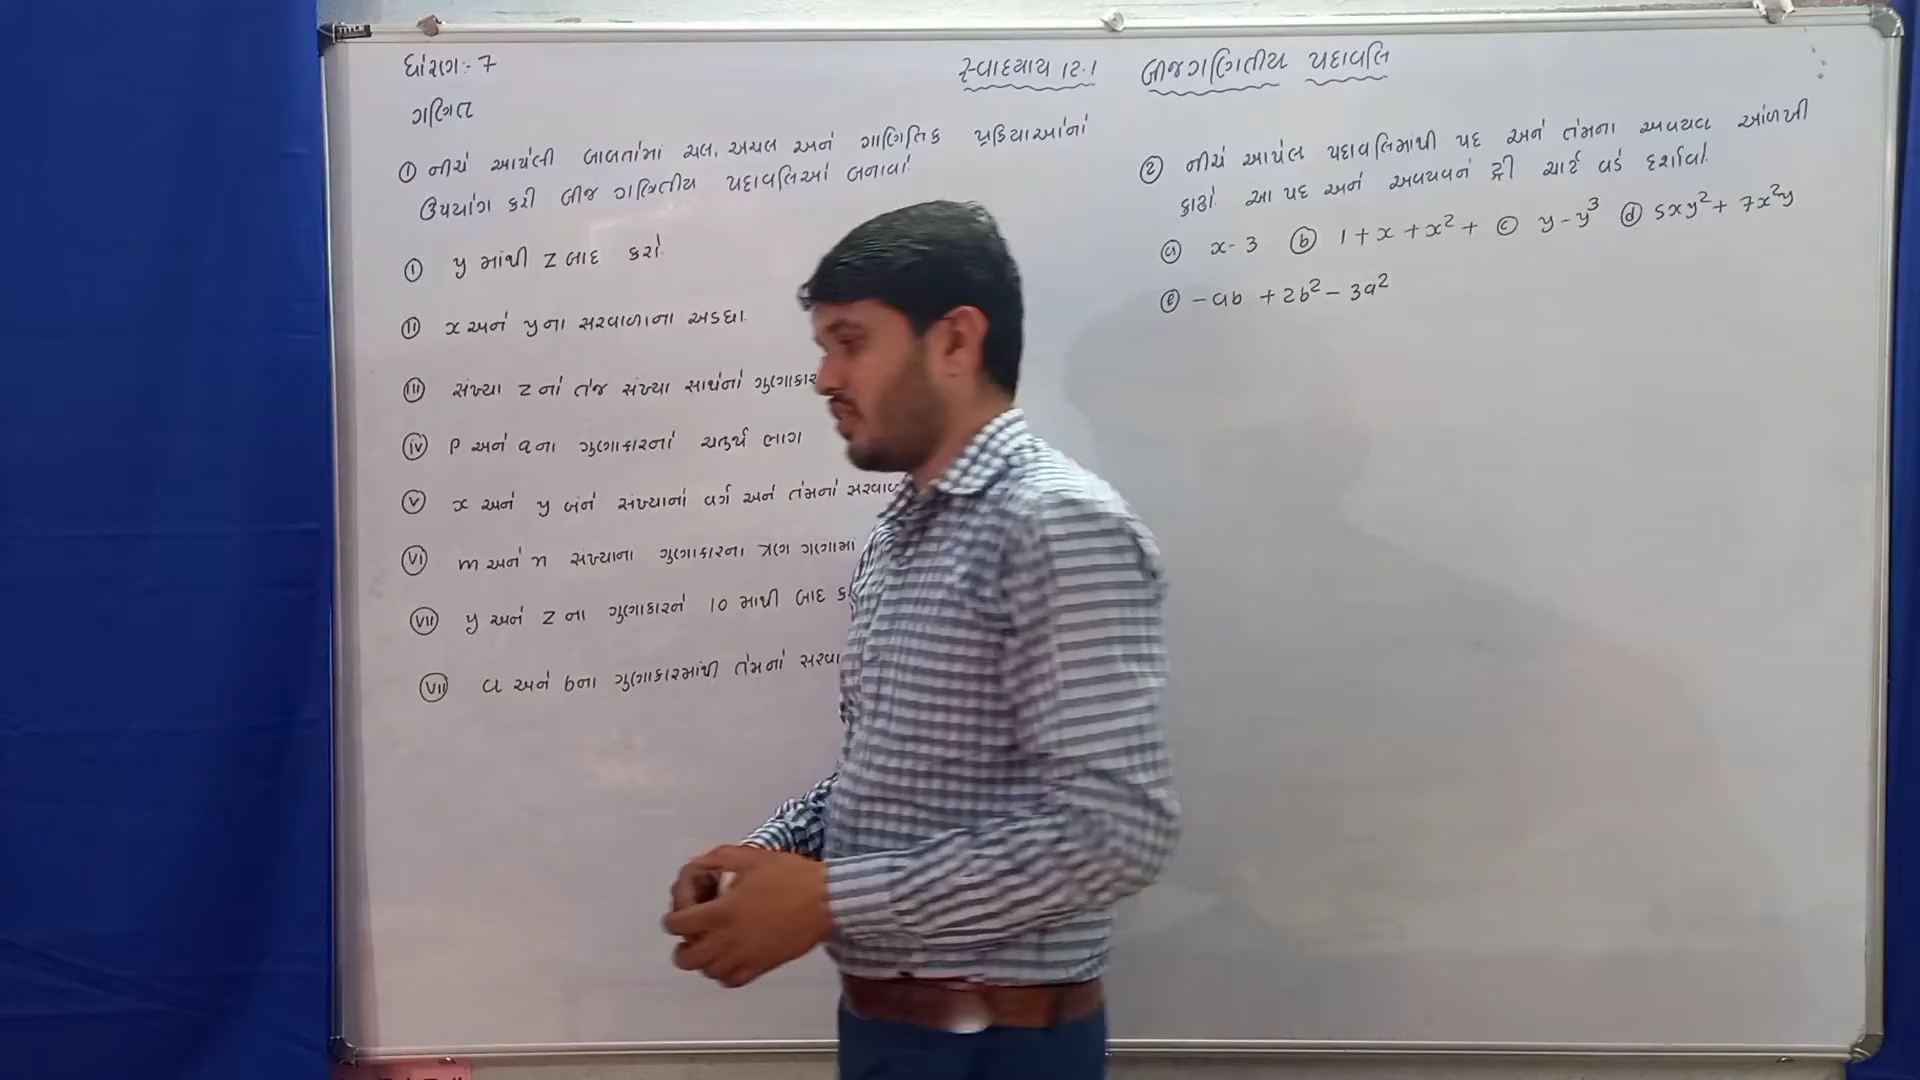 ધોરણ:- 7
ગણિત
સ્વાધ્યાય 12.1 બીજગણિતીય પદાવલિ
① નીચે આપેલી બાબતોમાં ચલ, અચલ અને ગાણિતિક પ્રક્રિયાઓનો
ઉપયોગ કરી બીજ ગણિતીય પદાવલિઓ બનાવો.
(i) y માંથી z બાદ કરો.
(ii) x અને y ના સરવાળાના અડધા.
(iii) સંખ્યા z નો તેજ સંખ્યા સાથેનો ગુણાકાર
(iv) p અને q ના ગુણાકારનો ચતુર્થ ભાગ
(v) x અને y બંને સંખ્યાનો વર્ગ અને તેમનો
(vi) m અને n સંખ્યાના ગુણાકારના ત્રણ ગણામા
(vii) y અને z ના ગુણાકારને 10 માથી બાદ
(vii) a અને b ના ગુણાકારમાંથી તેમનો
② નીચે આપેલ પદાવલિમાંથી પદ અને તેમના અવયવ ઓળખી
કાઢો. આ પદ અને અવયવને ટ્રી ચાર્ટ વડે દર્શાવો.
ⓐ x - 3 ⓑ 1 + x + x² + ⓒ y - y³ ⓓ 5xy² + 7x²y
ⓔ - ab + 2b² - 3a²